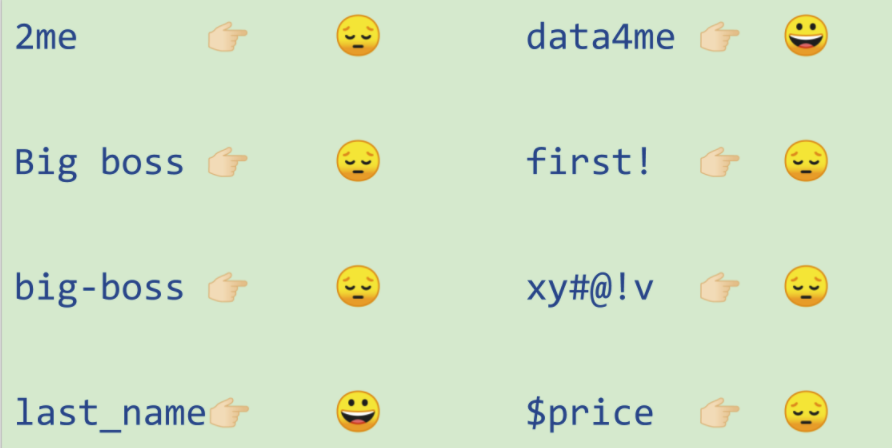 2me 👉🏻 😔
data4me 👉🏻 😀
Big boss 👉🏻 😔
first! 👉🏻 😔
big-boss 👉🏻 😔
xy#@!v 👉🏻 😔
last_name 👉🏻 😀
$price 👉🏻 😔